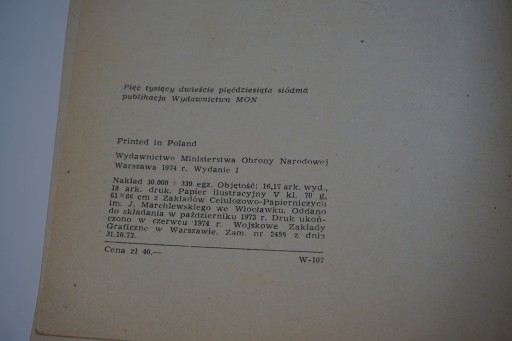 Pięć tysięcy dwieście pięćdziesiąta siódma
publikacja Wydawnictwa MON
Printed in Poland
Wydawnictwo Ministerstwa Obrony Narodowej
Warszawa 1974 r. Wydanie I
Nakład 30.000 + 339 egz. Objętość: 16,17 ark. wyd.,
18 ark. druk. Papier ilustracyjny V kl. 70 g,
61×86 cm z Zakładów Celulozowo-Papierniczych
im. J. Marchlewskiego we Włocławku. Oddano
do składania w październiku 1973 r. Druk ukoń-
czono w czerwcu 1974 r. Wojskowe Zakłady
Graficzne w Warszawie. Zam. nr 2459 z dnia
31.10.73.
Cena zł 40,—
W-107